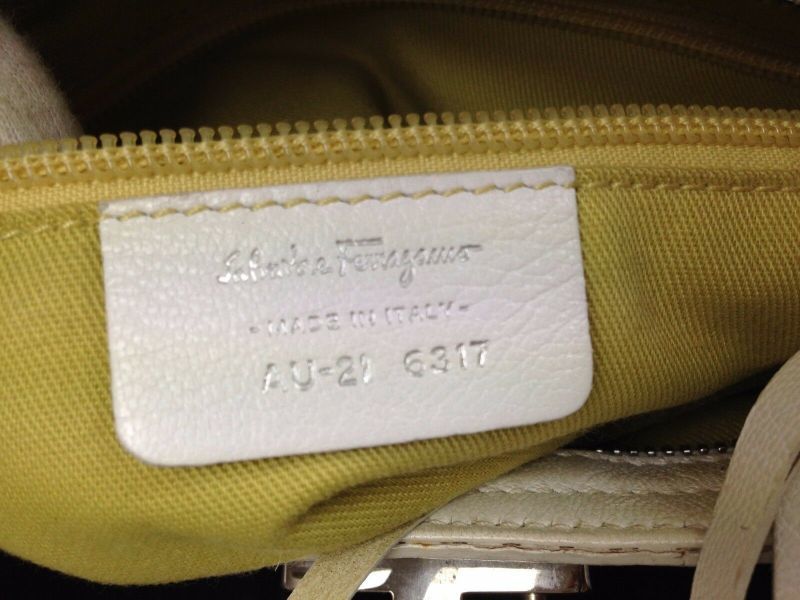 Salvatore Ferragamo
- MADE IN ITALY -
AU-21 6317